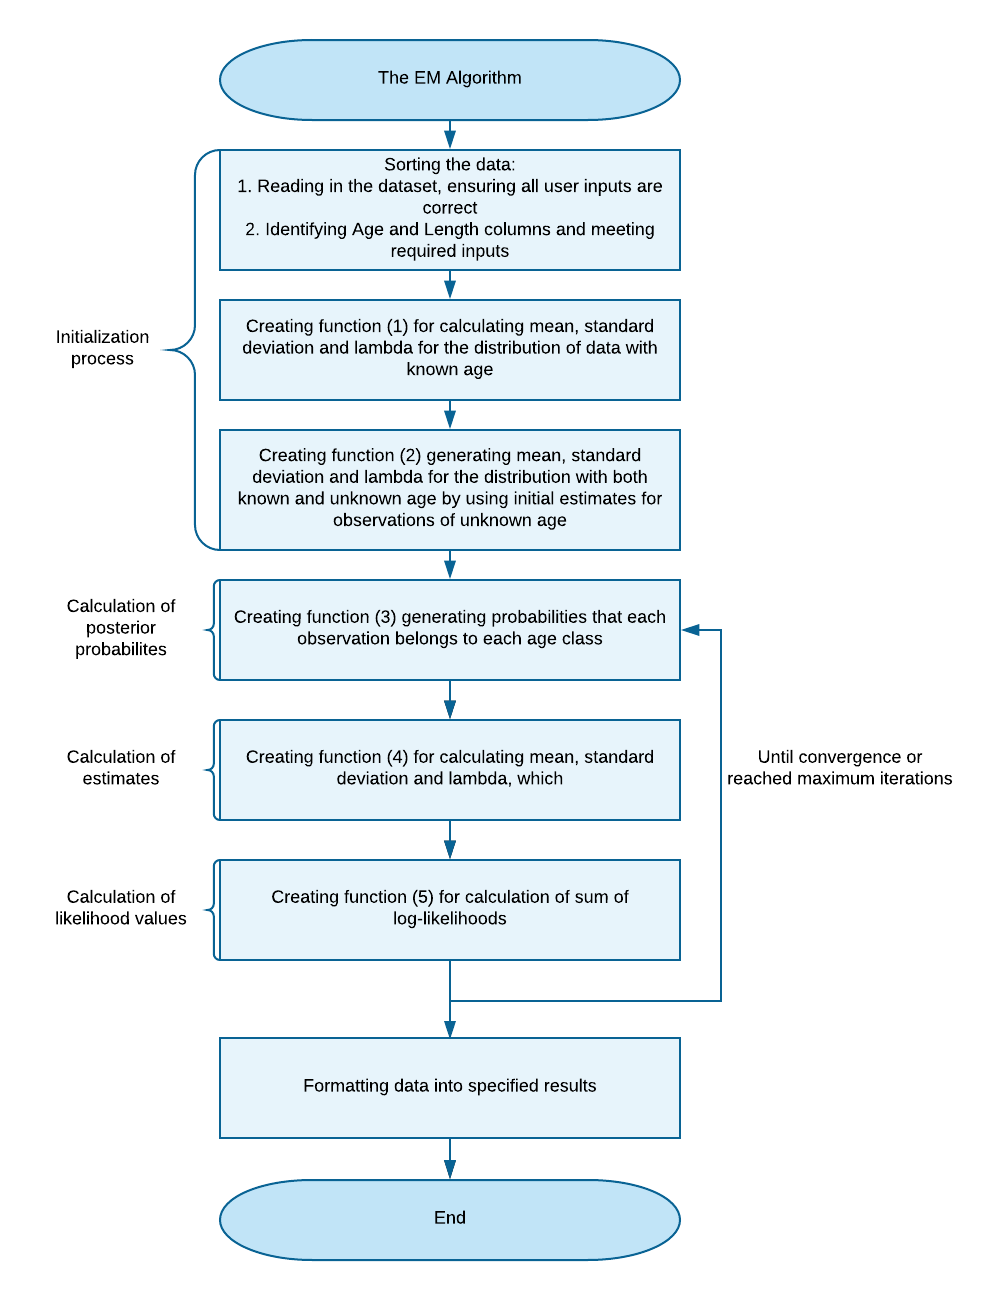 The EM Algorithm
Sorting the data:
1. Reading in the dataset, ensuring all user inputs are
correct
2. Identifying Age and Length columns and meeting
required inputs
Initialization
process
Creating function (1) for calculating mean, standard
deviation and lambda for the distribution of data with
known age
Creating function (2) generating mean, standard
deviation and lambda for the distribution with both
known and unknown age by using initial estimates for
observations of unknown age
Calculation of
posterior
probabilites
Creating function (3) generating probabilities that each
observation belongs to each age class
Calculation of
estimates
Creating function (4) for calculating mean, standard
deviation and lambda, which
Until convergence or
reached maximum iterations
Calculation of
likelihood values
Creating function (5) for calculation of sum of
log-likelihoods
Formatting data into specified results
End